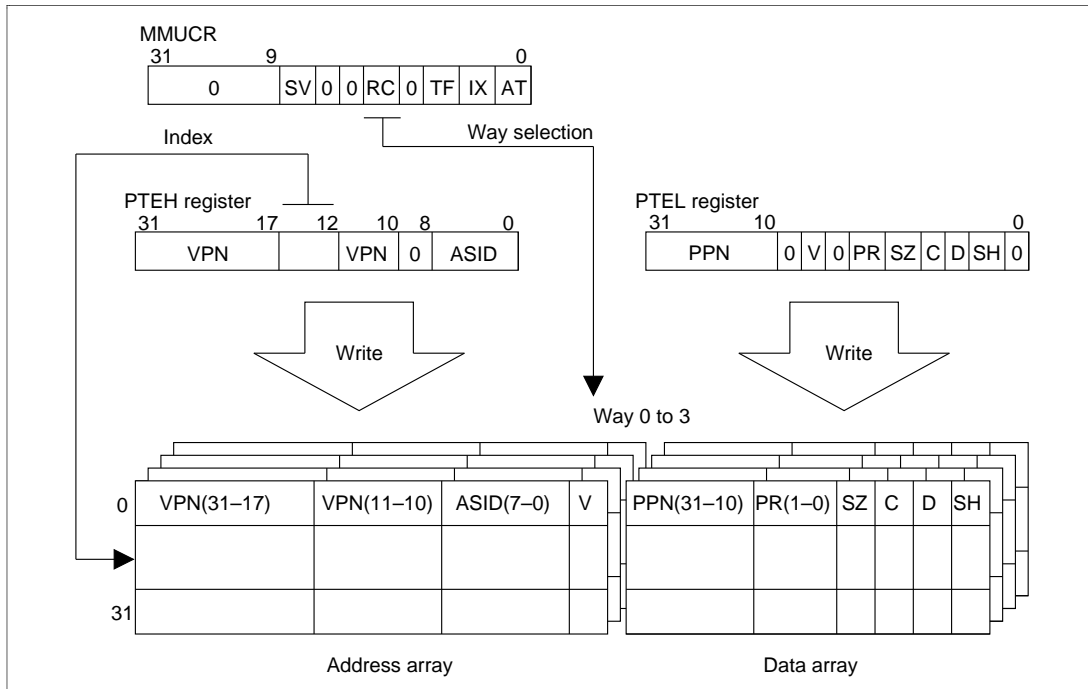 MMUCR
31 9 0
0 SV 0 0 RC 0 TF IX AT
Index
Way selection
PTEH register
31 17 12 10 8 0
VPN VPN 0 ASID
PTEL register
31 10 0
PPN 0 V 0 PR SZ C D SH 0
Write
Write
Way 0 to 3
0 VPN(31–17) VPN(11–10) ASID(7–0) V PPN(31–10) PR(1–0) SZ C D SH
31
Address array
Data array